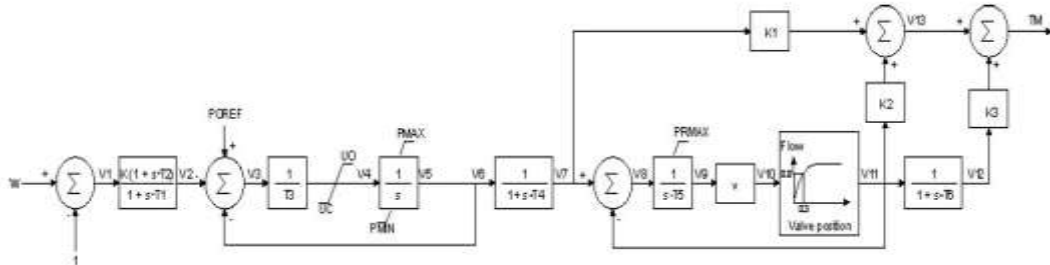 K1
V13
TM
K2
K3
POREF
PMAX
PRMAX
UO
UC
PMIN
W
1
V1
K(1 + s·T2)
1 + s·T1
V2
V3
1
T3
V4
1
s
V5
V6
1
1 + s·T4
V7
V8
1
s·T5
V9
v
V10
Flow
Valve position
V11
1
1 + s·T6
V12